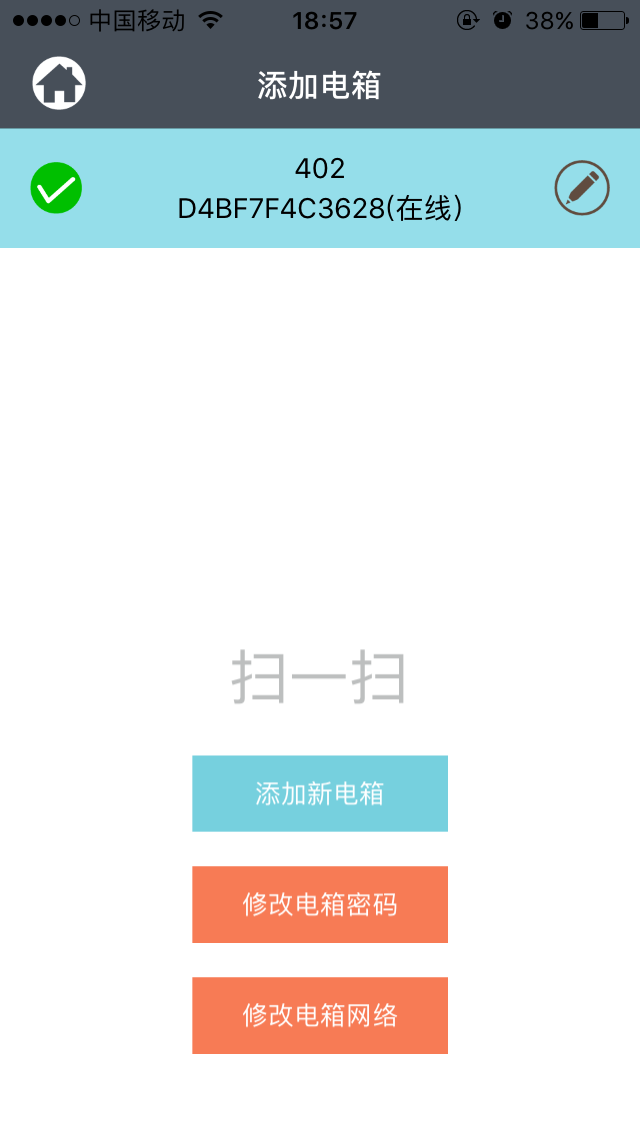 中国移动 18:57 38%
添加电箱
402
D4BF7F4C3628(在线)
扫一扫
添加新电箱
修改电箱密码
修改电箱网络